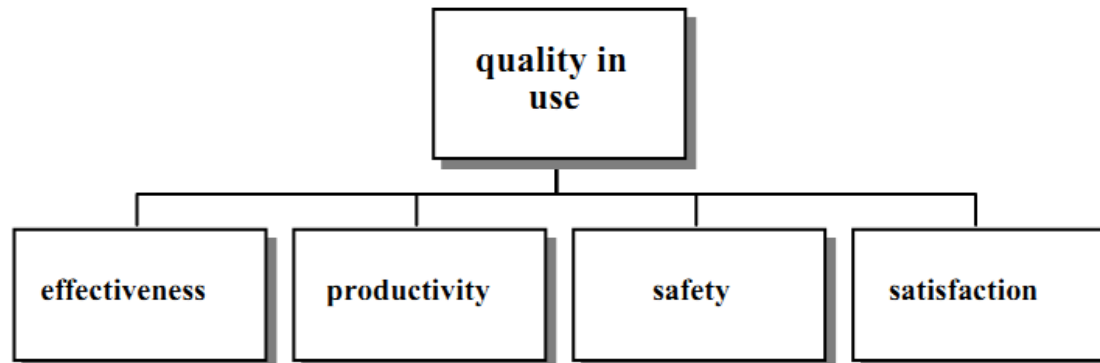 quality in
use
effectiveness
productivity
safety
satisfaction